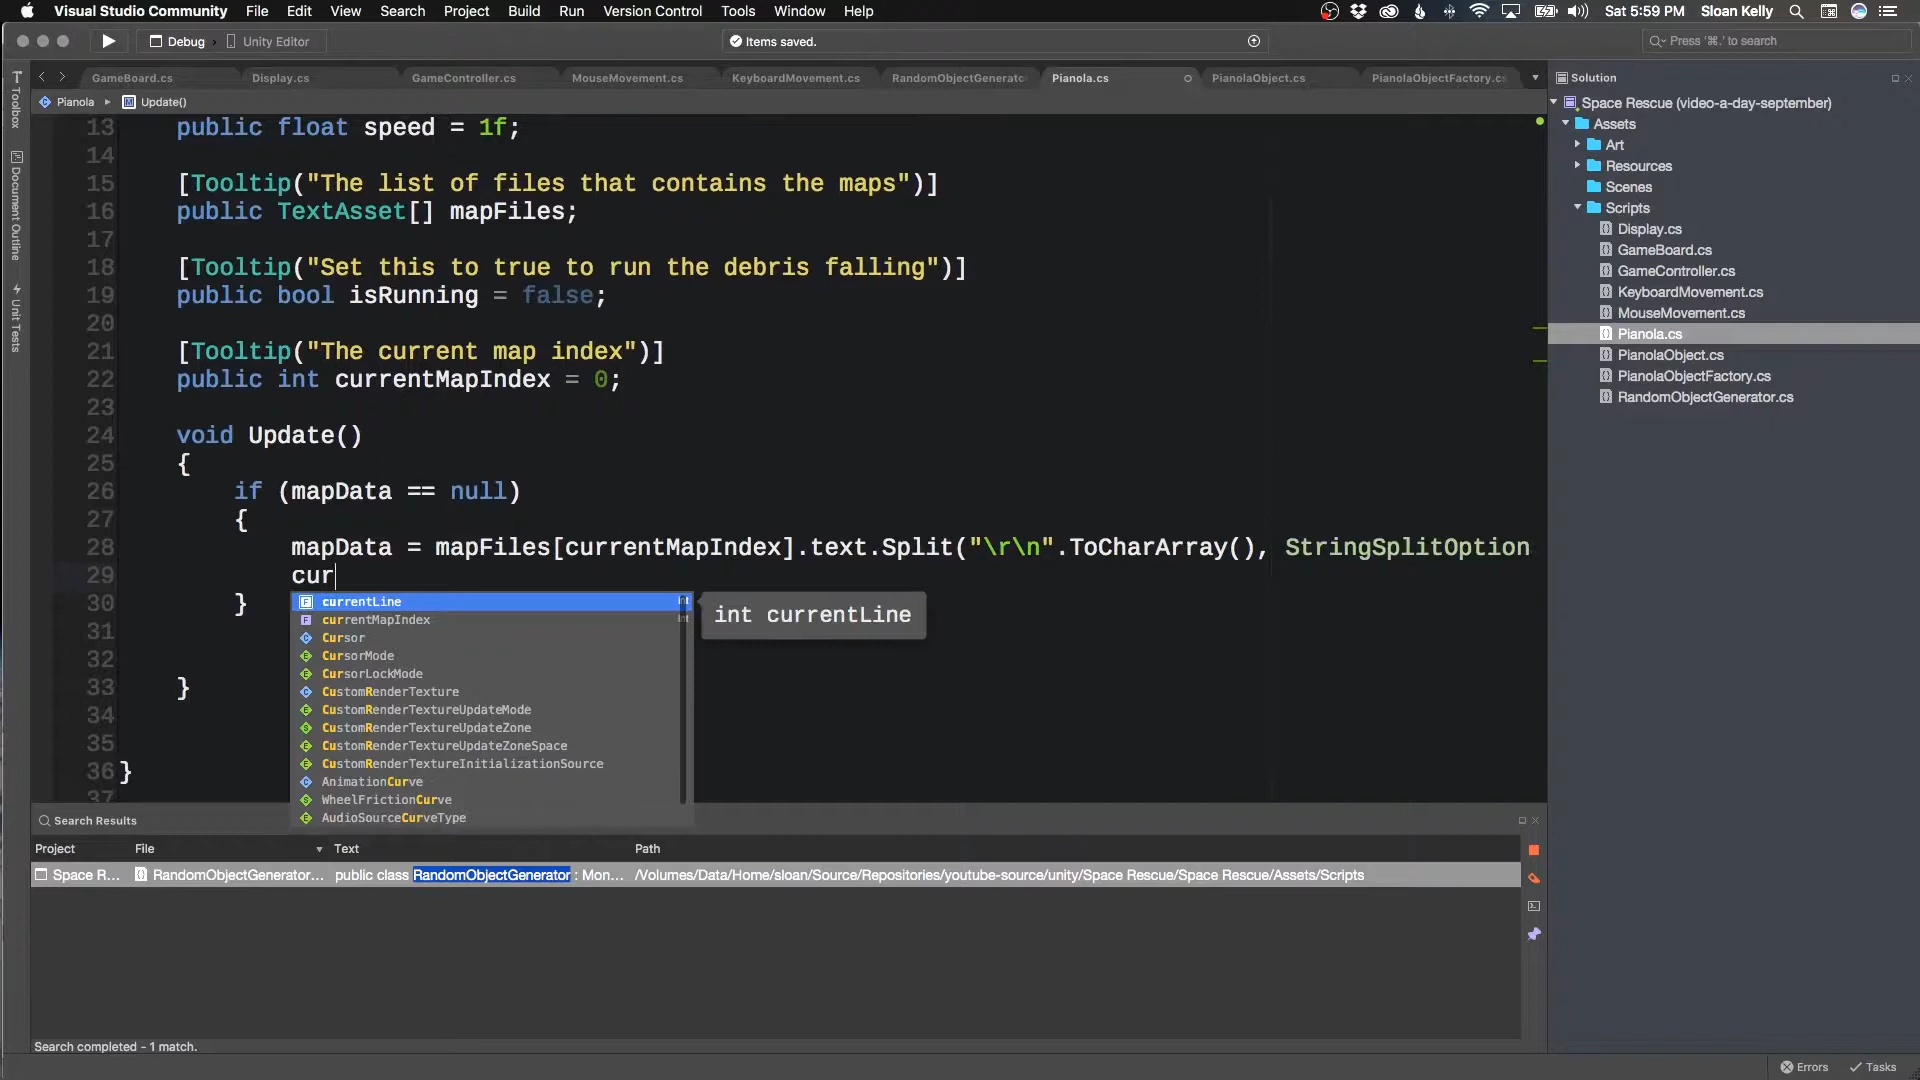 Visual Studio Community File Edit View Search Project Build Run Version Control Tools Window Help Sat 5:59 PM Sloan Kelly
Debug Unity Editor Items saved. Press '⌘.' to search
GameBoard.cs Display.cs GameController.cs MouseMovement.cs KeyboardMovement.cs RandomObjectGenerato Pianola.cs PianolaObject.cs PianolaObjectFactory.cs
Pianola Update()
Toolbox
Document Outline
Unit Tests
13 public float speed = 1f;
14
15 [Tooltip("The list of files that contains the maps")]
16 public TextAsset[] mapFiles;
17
18 [Tooltip("Set this to true to run the debris falling")]
19 public bool isRunning = false;
20
21 [Tooltip("The current map index")]
22 public int currentMapIndex = 0;
23
24 void Update()
25 {
26 if (mapData == null)
27 {
28 mapData = mapFiles[currentMapIndex].text.Split("\r\n".ToCharArray(), StringSplitOption
29 cur
30 }
31
32
33 }
34
35
36 }
37
currentLine int
currentMapIndex int
Cursor
CursorMode
CursorLockMode
CustomRenderTexture
CustomRenderTextureUpdateMode
CustomRenderTextureUpdateZone
CustomRenderTextureUpdateZoneSpace
CustomRenderTextureInitializationSource
AnimationCurve
WheelFrictionCurve
AudioSourceCurveType
int currentLine
Solution
Space Rescue (video-a-day-september)
Assets
Art
Resources
Scenes
Scripts
Display.cs
GameBoard.cs
GameController.cs
KeyboardMovement.cs
MouseMovement.cs
Pianola.cs
PianolaObject.cs
PianolaObjectFactory.cs
RandomObjectGenerator.cs
Search Results
Project File Text Path
Space R... RandomObjectGenerator... public class RandomObjectGenerator : Mon... /Volumes/Data/Home/sloan/Source/Repositories/youtube-source/unity/Space Rescue/Space Rescue/Assets/Scripts
Search completed - 1 match.
Errors Tasks